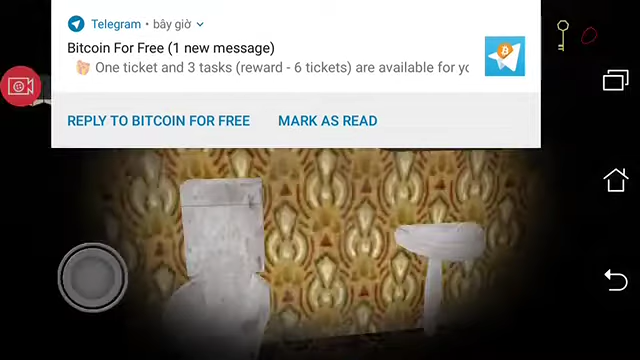 Telegram • bây giờ
Bitcoin For Free (1 new message)
One ticket and 3 tasks (reward - 6 tickets) are available for yo
REPLY TO BITCOIN FOR FREE MARK AS READ